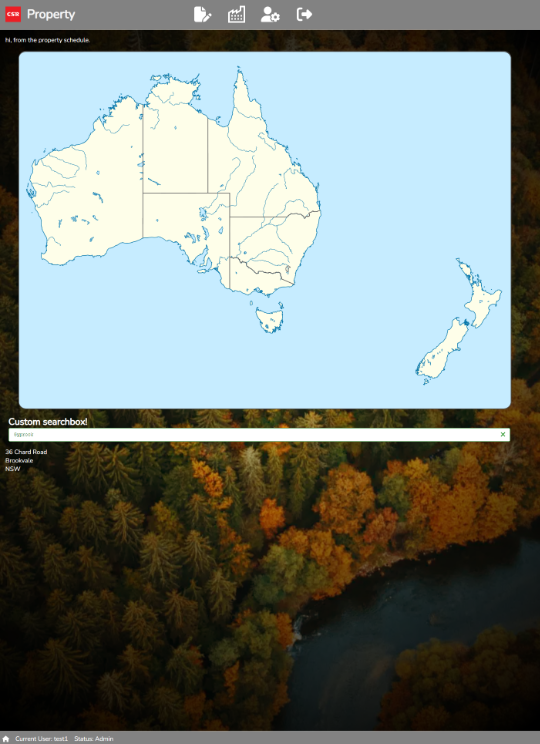 CSR Property
hi, from the property schedule.
Custom searchbox!
36 Chard Road
Brookvale
NSW
Current User: test1 Status: Admin